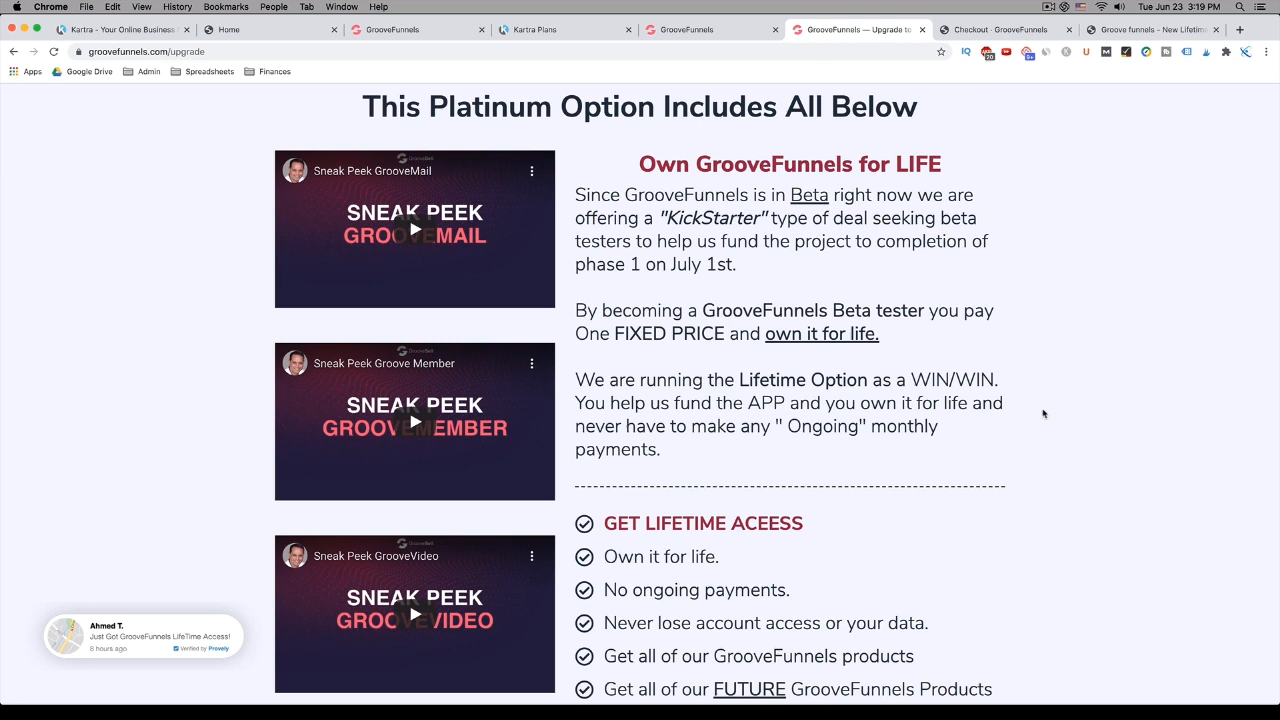 Chrome File Edit View History Bookmarks People Tab Window Help
Tue Jun 23 3:19 PM
Kartra - Your Online Business
Home
GrooveFunnels
Kartra Plans
GrooveFunnels
GrooveFunnels — Upgrade to
Checkout · GrooveFunnels
Groove funnels - New Lifetim
groovefunnels.com/upgrade
Apps Google Drive Admin Spreadsheets Finances
This Platinum Option Includes All Below
Sneak Peek GrooveMail
SNEAK PEEK
GROOVEMAIL
Sneak Peek Groove Member
SNEAK PEEK
GROOVEMEMBER
Sneak Peek GrooveVideo
SNEAK PEEK
GROOVEVIDEO
Own GrooveFunnels for LIFE
Since GrooveFunnels is in Beta right now we are
offering a "KickStarter" type of deal seeking beta
testers to help us fund the project to completion of
phase 1 on July 1st.
By becoming a GrooveFunnels Beta tester you pay
One FIXED PRICE and own it for life.
We are running the Lifetime Option as a WIN/WIN.
You help us fund the APP and you own it for life and
never have to make any " Ongoing" monthly
payments.
GET LIFETIME ACEESS
Own it for life.
No ongoing payments.
Never lose account access or your data.
Get all of our GrooveFunnels products
Get all of our FUTURE GrooveFunnels Products
Ahmed T.
Just Got GrooveFunnels LifeTime Access!
8 hours ago
Verified by Provely